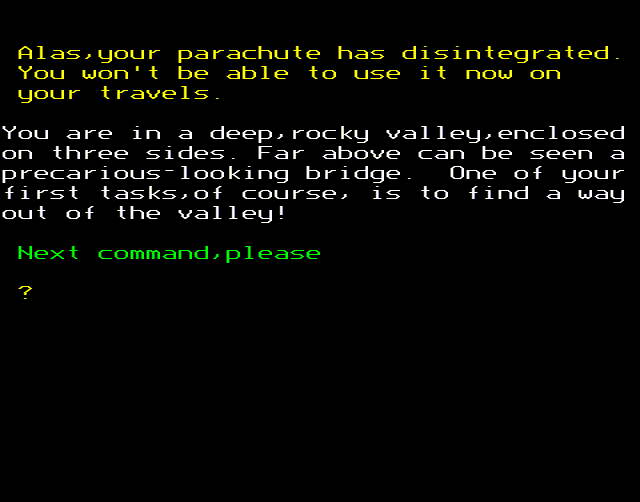 Alas,your parachute has disintegrated.
You won't be able to use it now on
your travels.
You are in a deep,rocky valley,enclosed
on three sides. Far above can be seen a
precarious-looking bridge.  One of your
first tasks,of course, is to find a way
out of the valley!
Next command,please
?